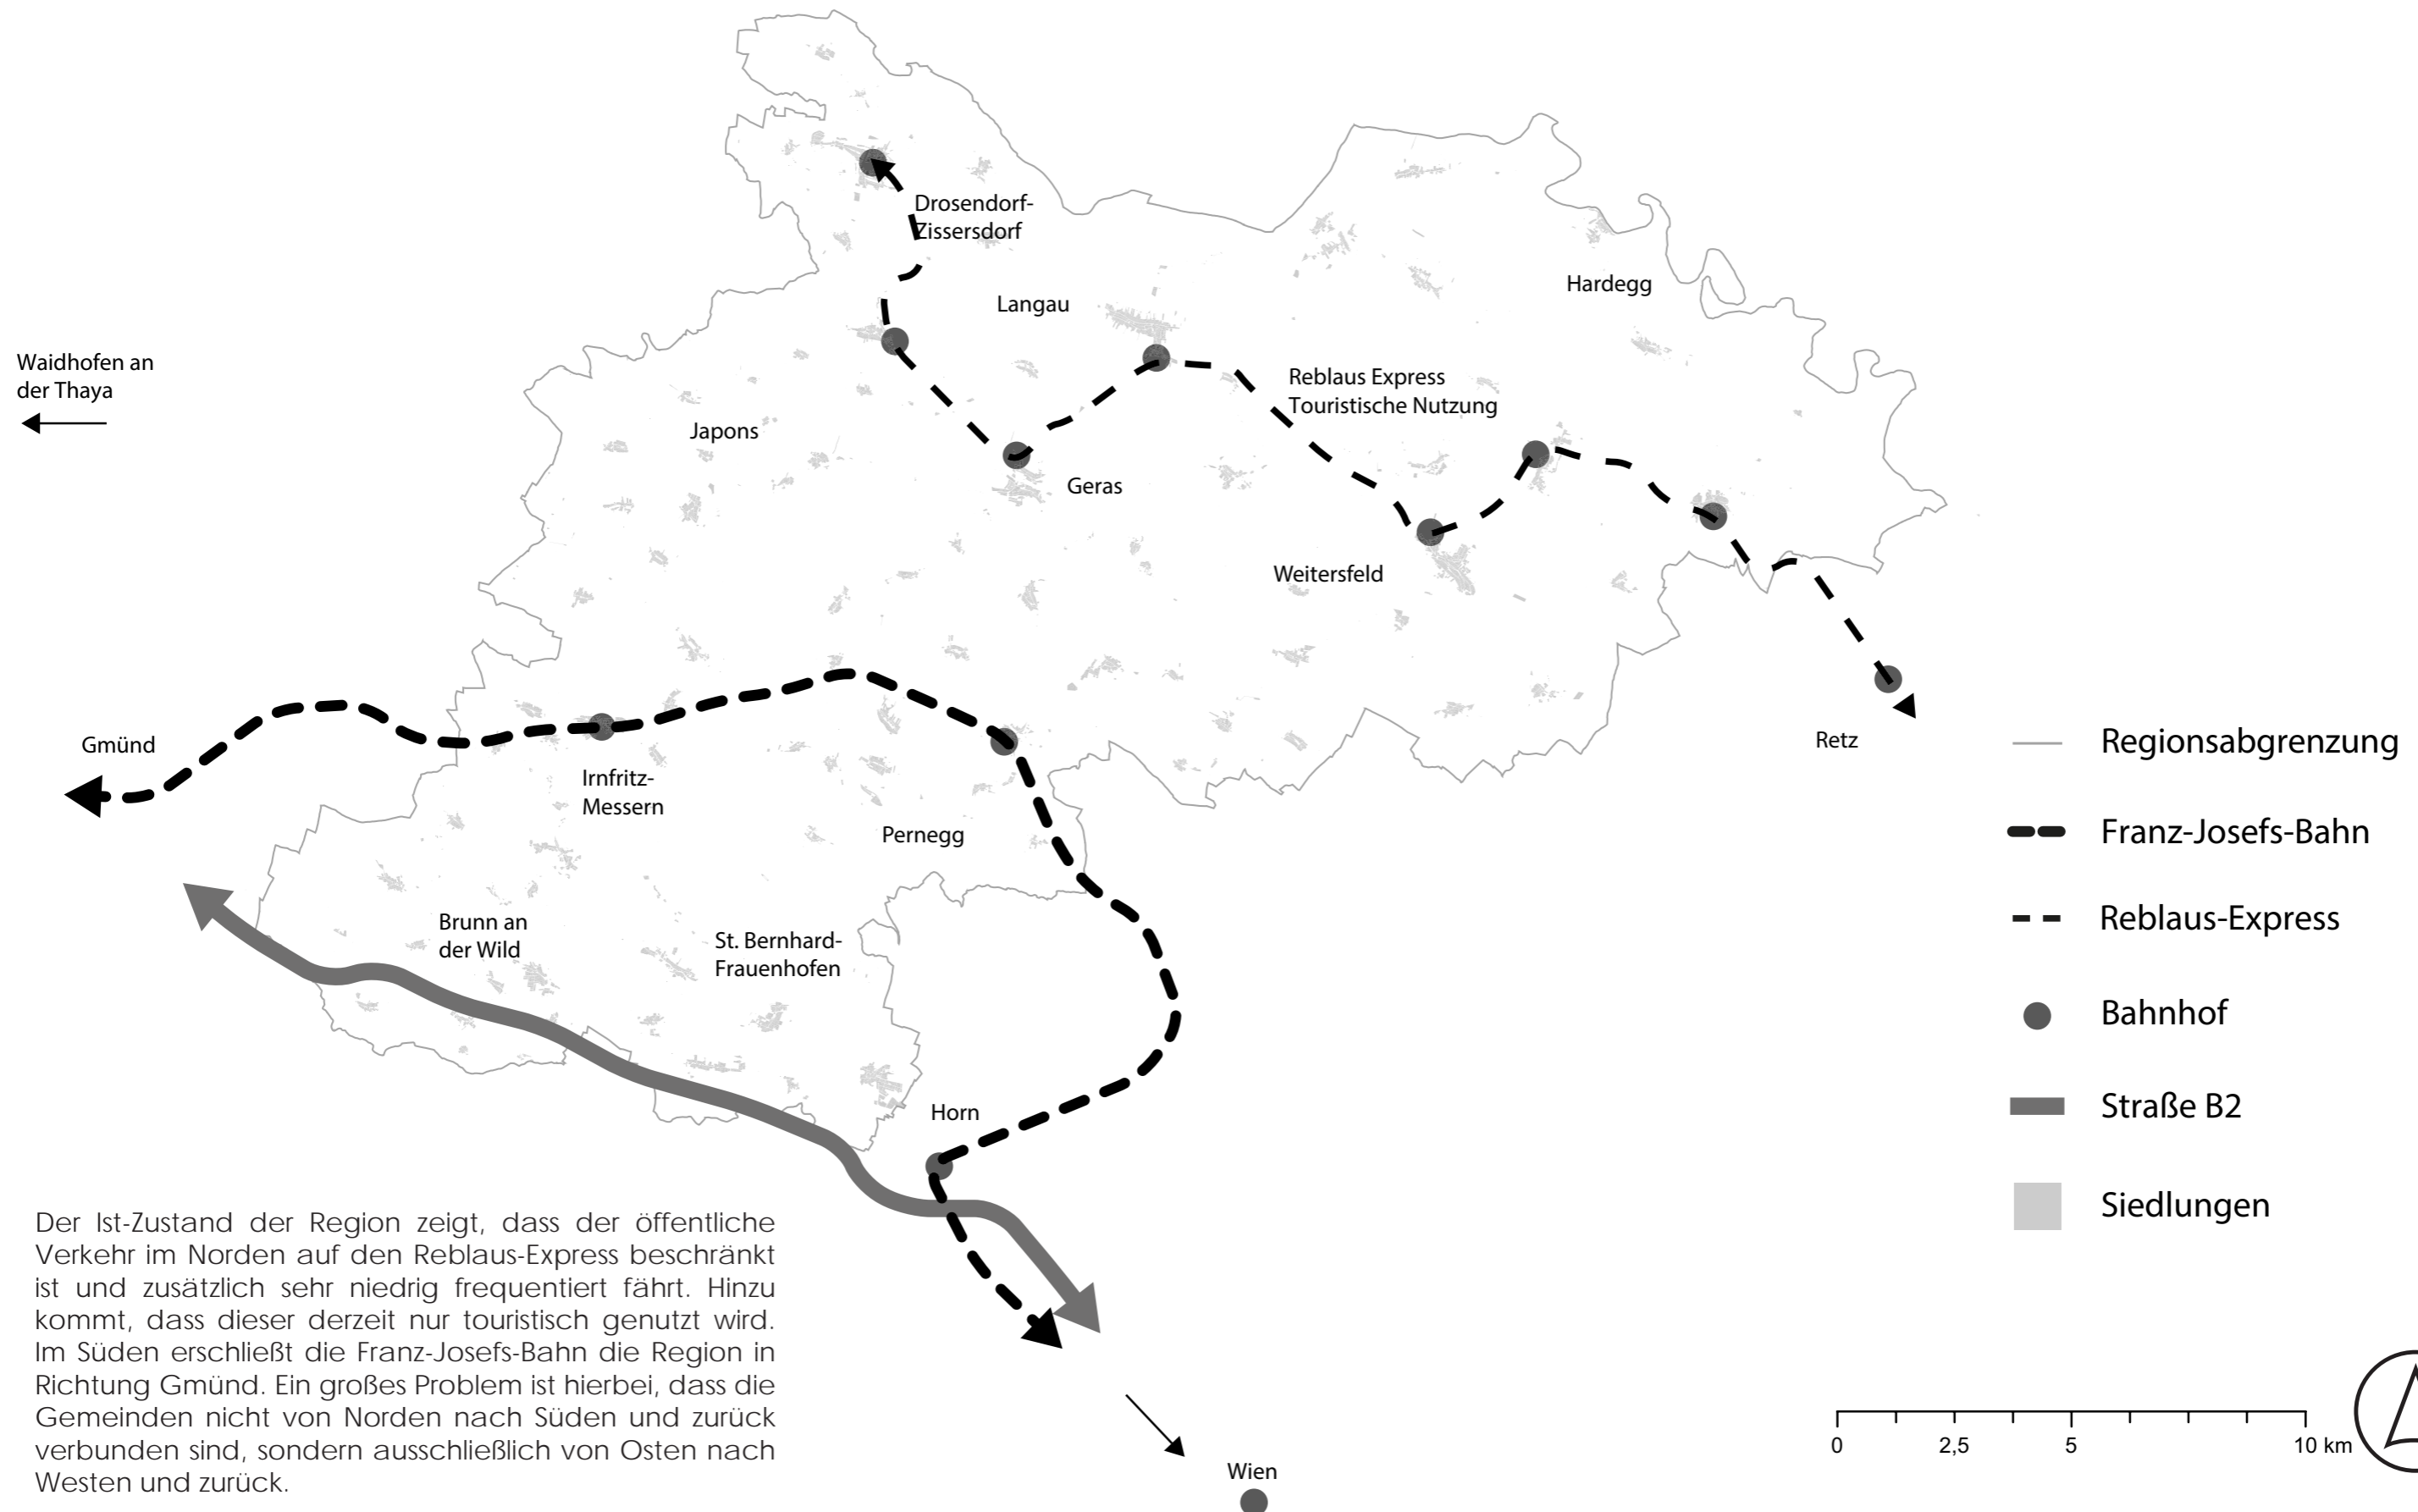 Drosendorf-
Zissersdorf
Hardegg
Langau
Waidhofen an
der Thaya
Reblaus Express
Touristische Nutzung
Japons
Geras
Weitersfeld
Gmünd
Retz
Irnfritz-
Messern
Pernegg
Brunn an
der Wild
St. Bernhard-
Frauenhofen
Horn
Wien
Regionsabgrenzung
Franz-Josefs-Bahn
Reblaus-Express
Bahnhof
Straße B2
Siedlungen
Der Ist-Zustand der Region zeigt, dass der öffentliche
Verkehr im Norden auf den Reblaus-Express beschränkt
ist und zusätzlich sehr niedrig frequentiert fährt. Hinzu
kommt, dass dieser derzeit nur touristisch genutzt wird.
Im Süden erschließt die Franz-Josefs-Bahn die Region in
Richtung Gmünd. Ein großes Problem ist hierbei, dass die
Gemeinden nicht von Norden nach Süden und zurück
verbunden sind, sondern ausschließlich von Osten nach
Westen und zurück.
0 2,5 5 10 km